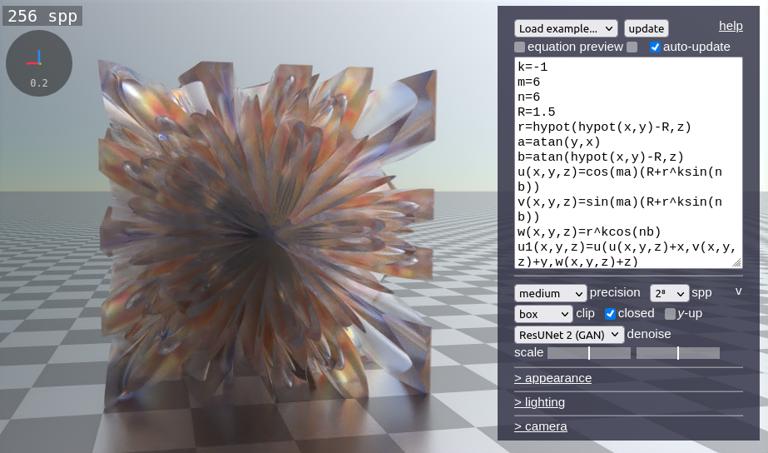 256 spp
0.2
Load example...
update
help
equation preview
auto-update
k=-1
m=6
n=6
R=1.5
r=hypot(hypot(x,y)-R,z)
a=atan(y,x)
b=atan(hypot(x,y)-R,z)
u(x,y,z)=cos(ma)(R+r^ksin(n
b))
v(x,y,z)=sin(ma)(R+r^ksin(n
b))
w(x,y,z)=r^kcos(nb)
u1(x,y,z)=u(u(x,y,z)+x,v(x,y,
z)+y,w(x,y,z)+z)
medium precision 2⁸ spp v
box clip closed y-up
ResUNet 2 (GAN) denoise
scale
> appearance
> lighting
> camera